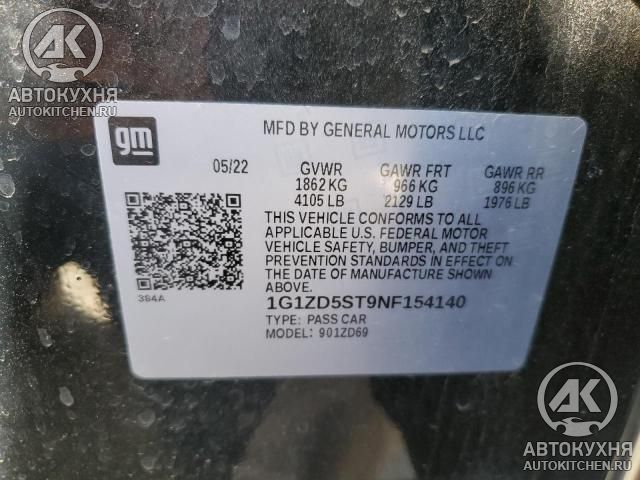 AK
АВТОКУХНЯ
AUTOKITCHEN.RU
gm
MFD BY GENERAL MOTORS LLC
05/22 GVWR GAWR FRT GAWR RR
1862 KG 966 KG 896 KG
4105 LB 2129 LB 1976 LB
THIS VEHICLE CONFORMS TO ALL
APPLICABLE U.S. FEDERAL MOTOR
VEHICLE SAFETY, BUMPER, AND THEFT
PREVENTION STANDARDS IN EFFECT ON
THE DATE OF MANUFACTURE SHOWN
ABOVE.
384A
1G1ZD5ST9NF154140
TYPE: PASS CAR
MODEL: 901ZD69
AK
АВТОКУХНЯ
AUTOKITCHEN.RU